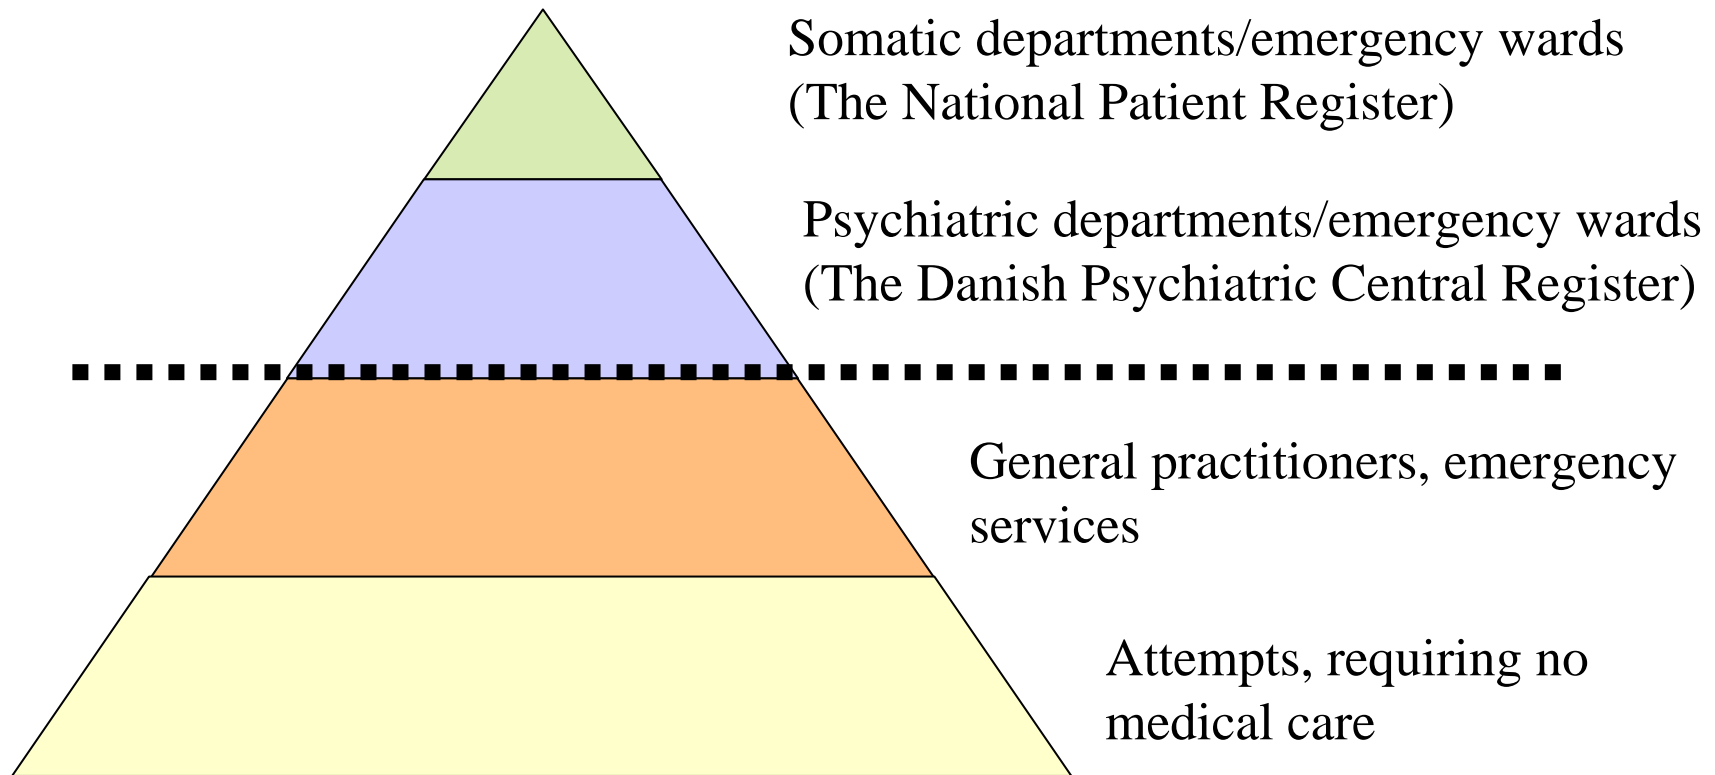 Somatic departments/emergency wards
(The National Patient Register)
Psychiatric departments/emergency wards
(The Danish Psychiatric Central Register)
General practitioners, emergency
services
Attempts, requiring no
medical care